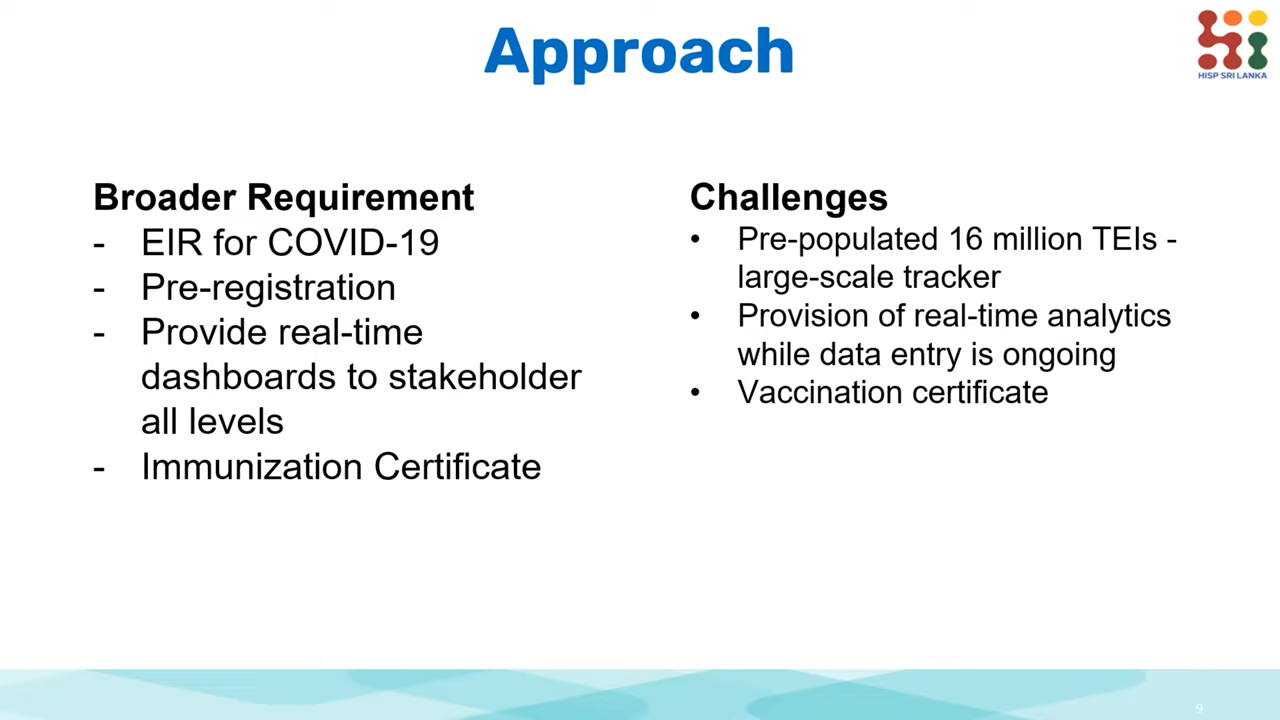 Approach
HISP SRI LANKA
Broader Requirement
- EIR for COVID-19
- Pre-registration
- Provide real-time
dashboards to stakeholder
all levels
- Immunization Certificate
Challenges
• Pre-populated 16 million TEIs -
large-scale tracker
• Provision of real-time analytics
while data entry is ongoing
• Vaccination certificate
9